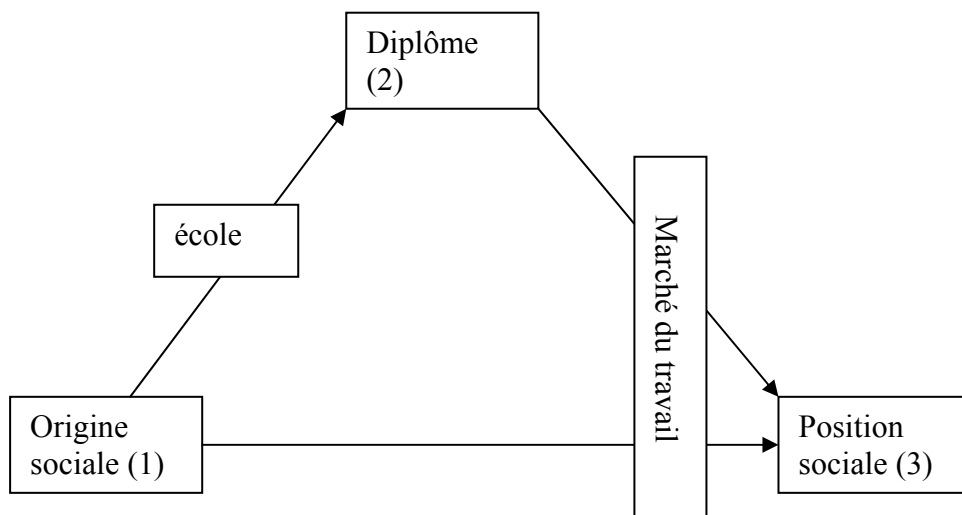 Diplôme
(2)
école
Marché du travail
Origine
sociale (1)
Position
sociale (3)